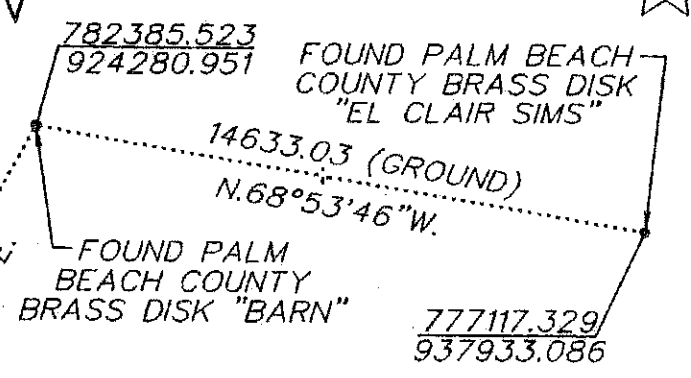 782385.523
924280.951
FOUND PALM BEACH
COUNTY BRASS DISK
"EL CLAIR SIMS"
14633.03 (GROUND)
N.68°53'46"W.
FOUND PALM
BEACH COUNTY
BRASS DISK "BARN"
777117.329
937933.086